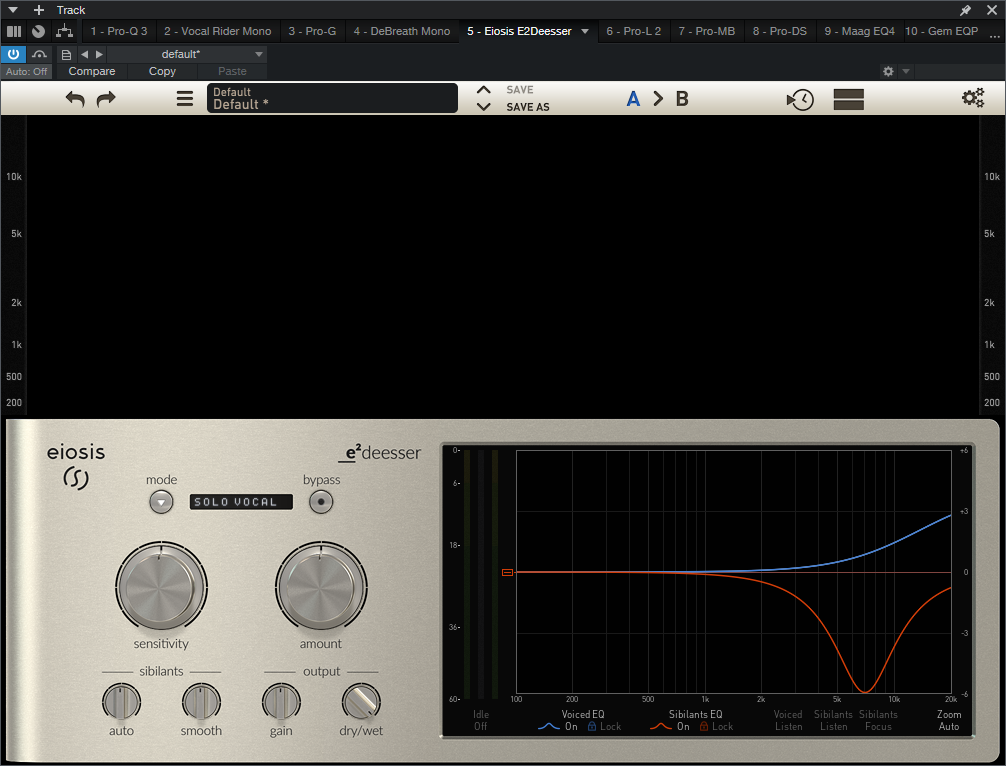 Track
1 - Pro-Q 3 2 - Vocal Rider Mono 3 - Pro-G 4 - DeBreath Mono 5 - Eiosis E2Deesser 6 - Pro-L 2 7 - Pro-MB 8 - Pro-DS 9 - Maag EQ4 10 - Gem EQP ...
default*
Auto: Off Compare Copy Paste
Default
Default *
SAVE
SAVE AS
A B
10k 10k
5k 5k
2k 2k
1k 1k
500 500
200 200
eiosis
e²deesser
mode bypass
SOLO VOCAL
sensitivity amount
sibilants output
auto smooth gain dry/wet
0- +6
6-
+3
18-
0
36-
-3
60- -6
100 200 500 1k 2k 5k 10k 20k
Idle Voiced EQ Sibilants EQ Voiced Sibilants Sibilants Zoom
Off On Lock On Lock Listen Listen Focus Auto